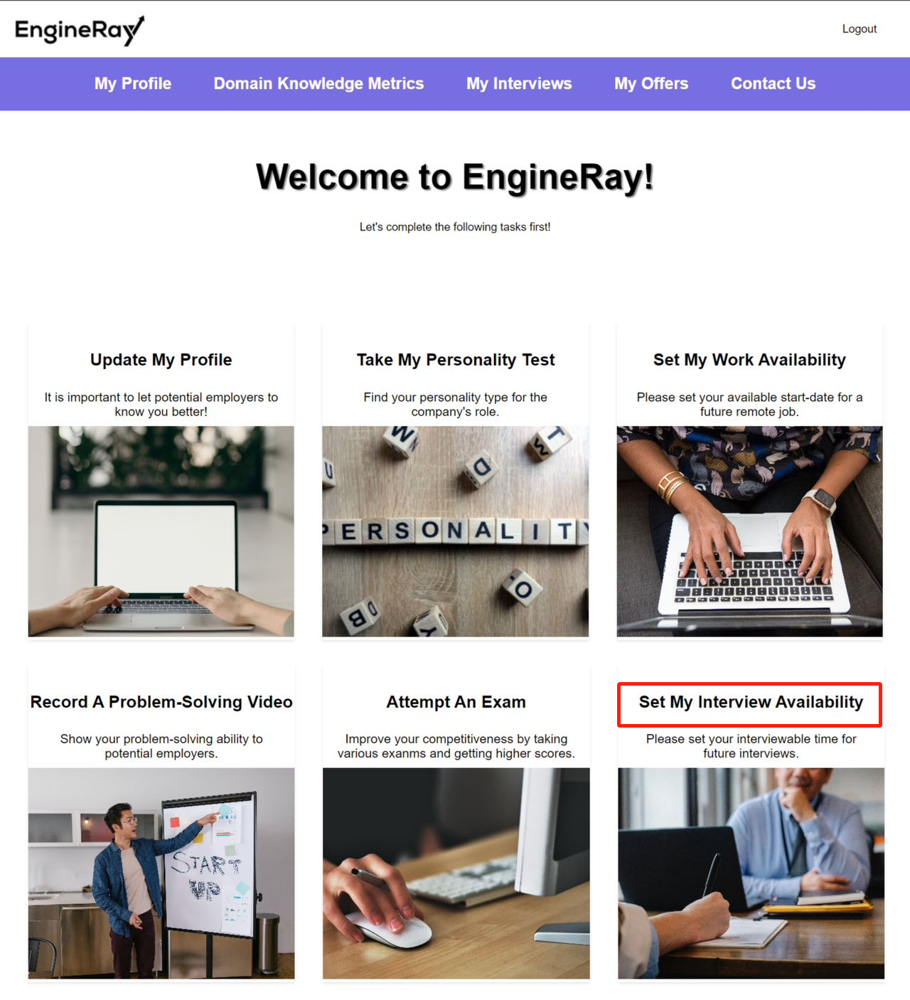 EngineRay
Logout
My Profile
Domain Knowledge Metrics
My Interviews
My Offers
Contact Us
Welcome to EngineRay!
Let's complete the following tasks first!
Update My Profile
It is important to let potential employers to
know you better!
Take My Personality Test
Find your personality type for the
company's role.
Set My Work Availability
Please set your available start-date for a
future remote job.
W
N
T
W
U
D
PERSONALITY
O
B
D
U
Y
Record A Problem-Solving Video
Show your problem-solving ability to
potential employers.
Attempt An Exam
Improve your competitiveness by taking
various exanms and getting higher scores.
Set My Interview Availability
Please set your interviewable time for
future interviews.
START
UP